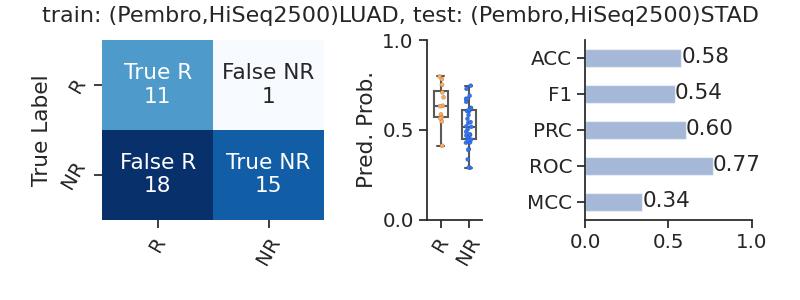 train: (Pembro,HiSeq2500)LUAD, test: (Pembro,HiSeq2500)STAD
True Label
R
NR
True R
11
False NR
1
False R
18
True NR
15
R
NR
Pred. Prob.
1.0
0.5
0.0
R
NR
ACC
0.58
F1
0.54
PRC
0.60
ROC
0.77
MCC
0.34
0.0
0.5
1.0